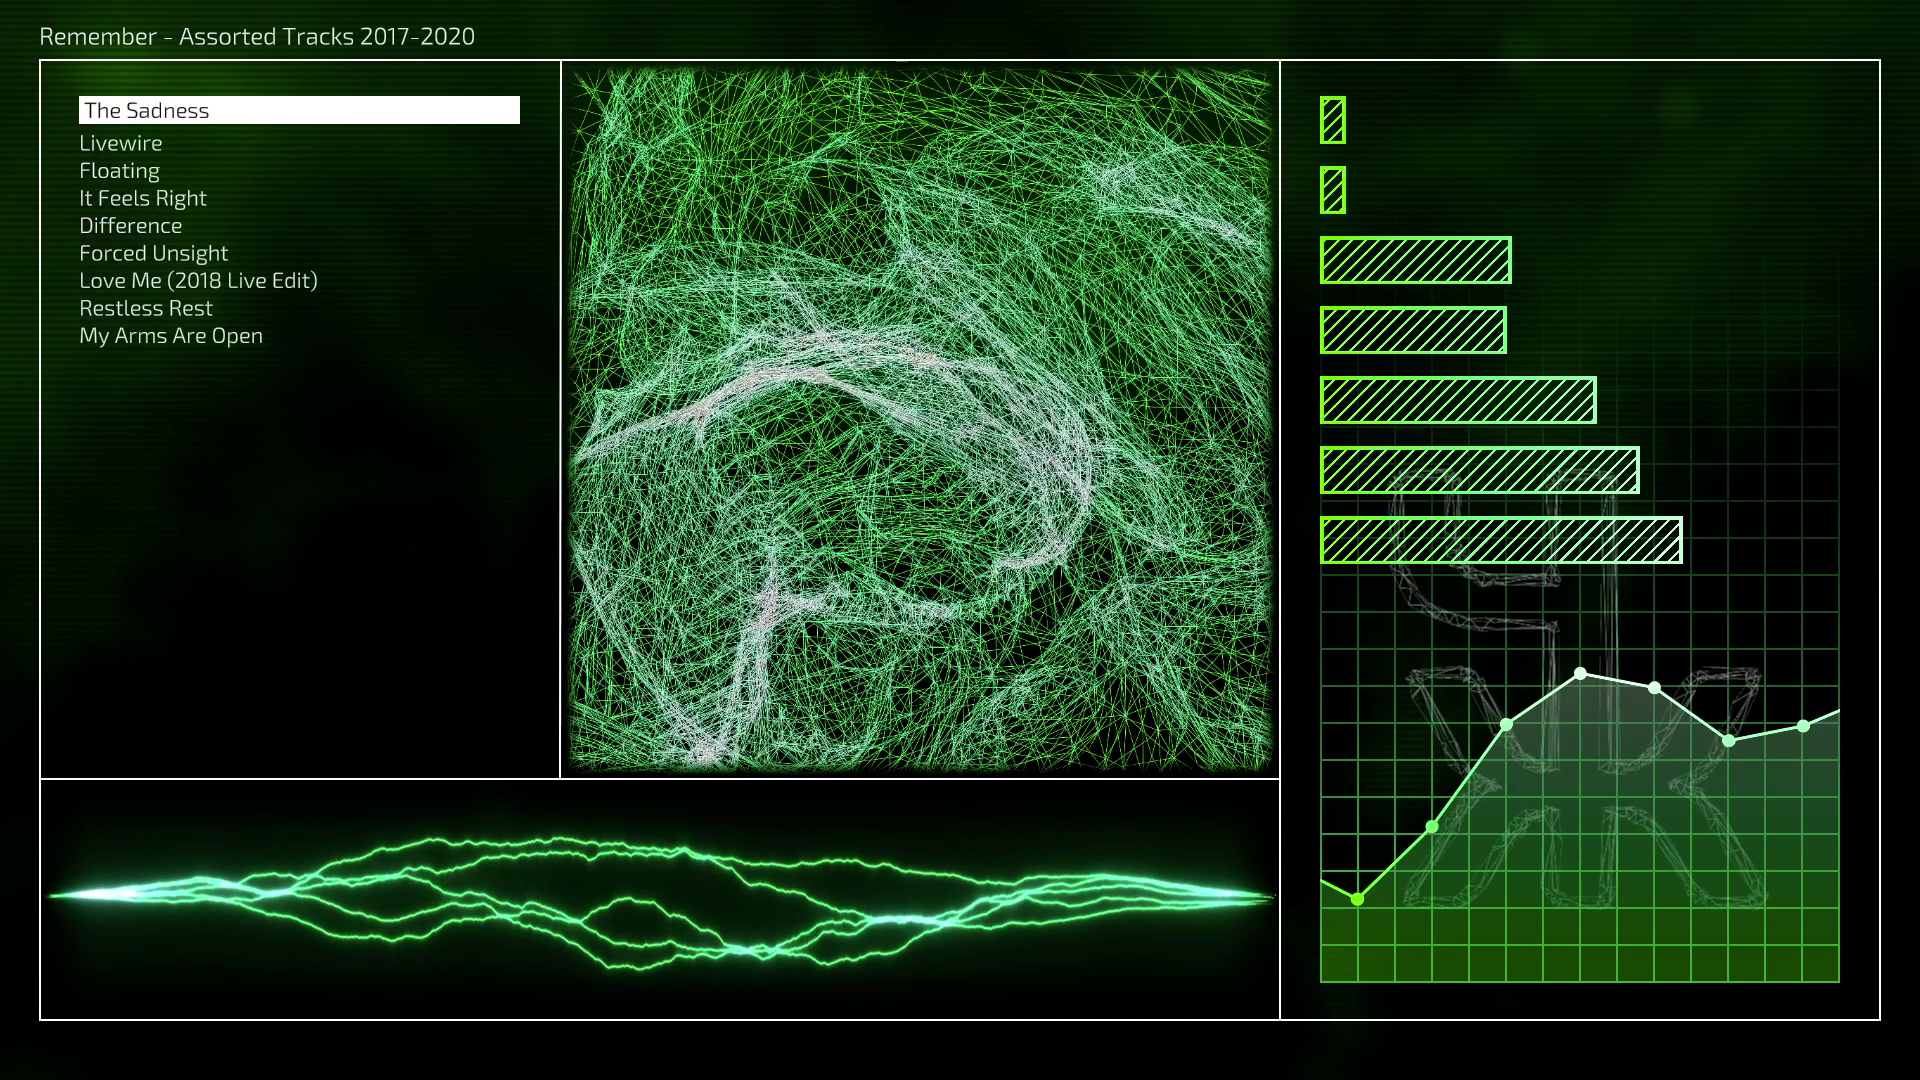 Remember - Assorted Tracks 2017-2020
The Sadness
Livewire
Floating
It Feels Right
Difference
Forced Unsight
Love Me (2018 Live Edit)
Restless Rest
My Arms Are Open